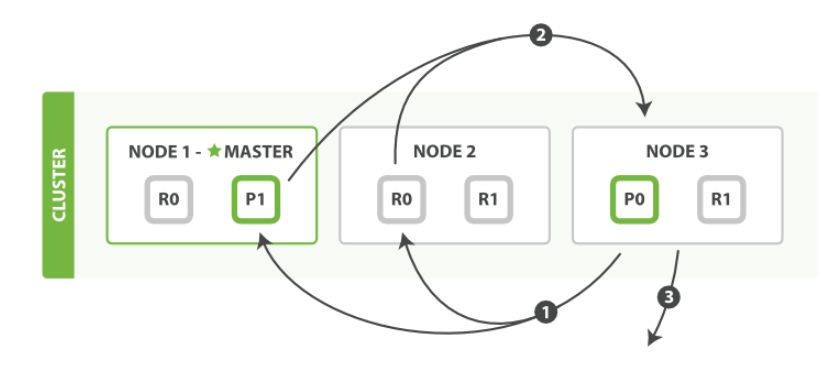 2
CLUSTER
NODE 1 - ★ MASTER
R0
P1
NODE 2
R0
R1
NODE 3
P0
R1
1
3